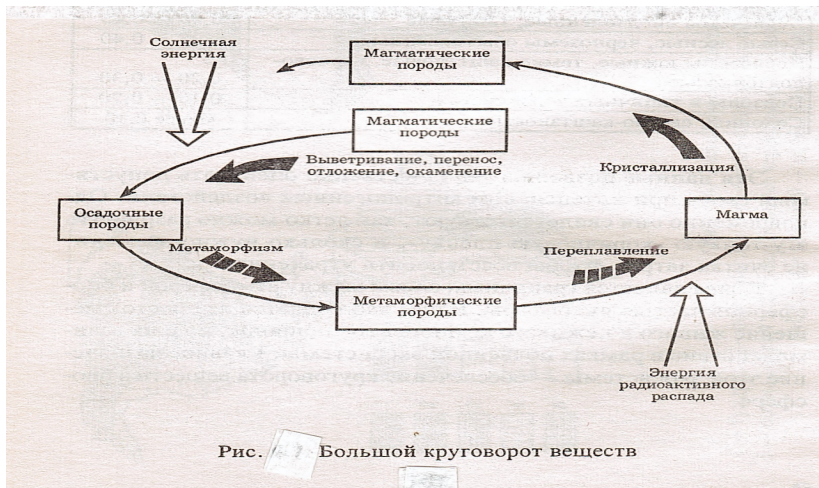 Солнечная
энергия
Магматические
породы
Магматические
породы
Выветривание, перенос,
отложение, окаменение
Кристаллизация
Осадочные
породы
Магма
Метаморфизм
Переплавление
Метаморфические
породы
Энергия
радиоактивного
распада
Рис. Большой круговорот веществ